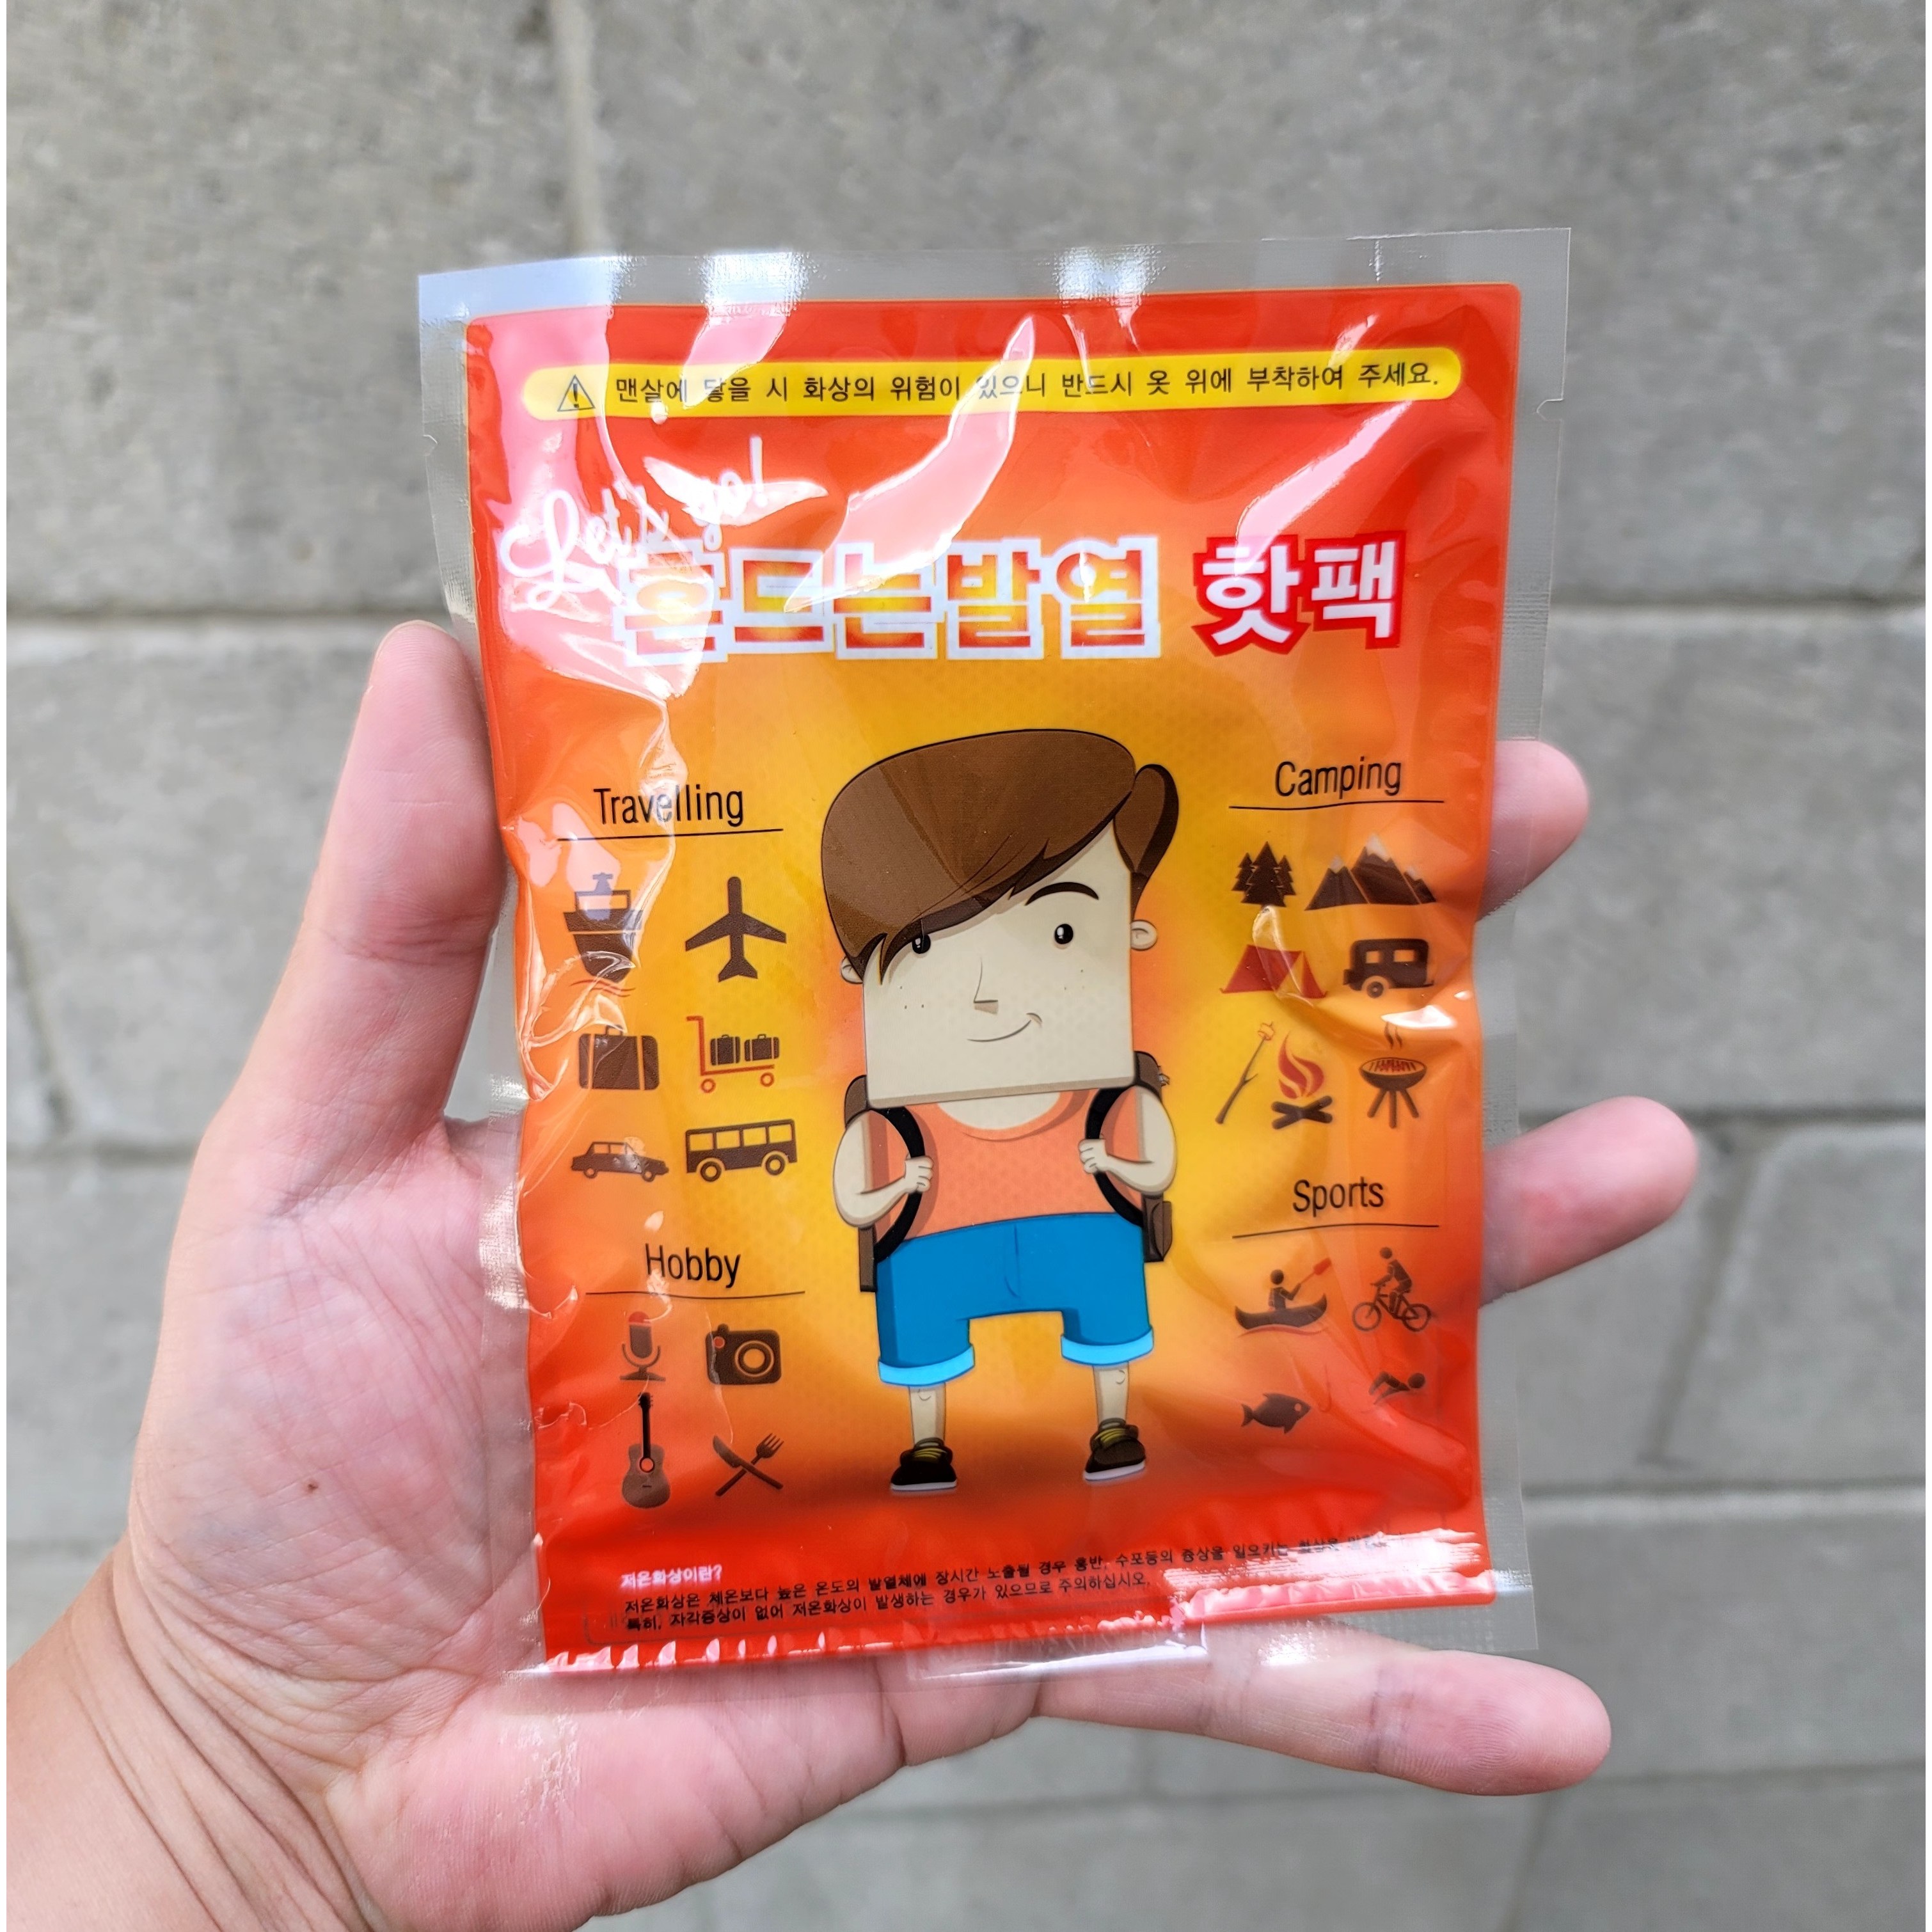 맨살에 닿을 시 화상의 위험이 있으니 반드시 옷 위에 부착하여 주세요.
Let's go!
흔드는발열 핫팩
Travelling
Camping
Sports
Hobby
저온화상이란?
저온화상은 체온보다 높은 온도의 발열체에 장시간 노출될 경우 홍반, 수포등의 증상을 일으키는
특히, 자각증상이 없어 저온화상이 발생하는 경우가 있으므로 주의하십시오.